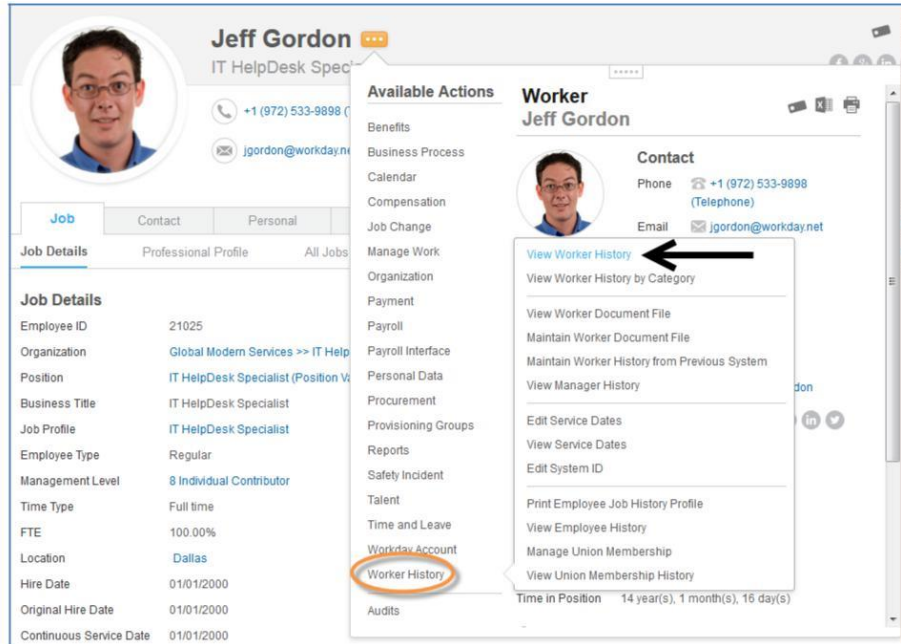 Jeff Gordon
IT HelpDesk Spec
+1 (972) 533-9898 (T
jgordon@workday.ne
Job Contact Personal
Job Details Professional Profile All Jobs
Job Details
Employee ID 21025
Organization Global Modern Services >> IT Help
Position IT HelpDesk Specialist (Position Va
Business Title IT HelpDesk Specialist
Job Profile IT HelpDesk Specialist
Employee Type Regular
Management Level 8 Individual Contributor
Time Type Full time
FTE 100.00%
Location Dallas
Hire Date 01/01/2000
Original Hire Date 01/01/2000
Continuous Service Date 01/01/2000
Available Actions
Benefits
Business Process
Calendar
Compensation
Job Change
Manage Work
Organization
Payment
Payroll
Payroll Interface
Personal Data
Procurement
Provisioning Groups
Reports
Safety Incident
Talent
Time and Leave
Workday Account
Worker History
Audits
Worker
Jeff Gordon
Contact
Phone +1 (972) 533-9898
(Telephone)
Email jgordon@workday.net
View Worker History
View Worker History by Category
View Worker Document File
Maintain Worker Document File
Maintain Worker History from Previous System
View Manager History
Edit Service Dates
View Service Dates
Edit System ID
Print Employee Job History Profile
View Employee History
Manage Union Membership
View Union Membership History
don
in
Time in Position 14 year(s), 1 month(s), 16 day(s)